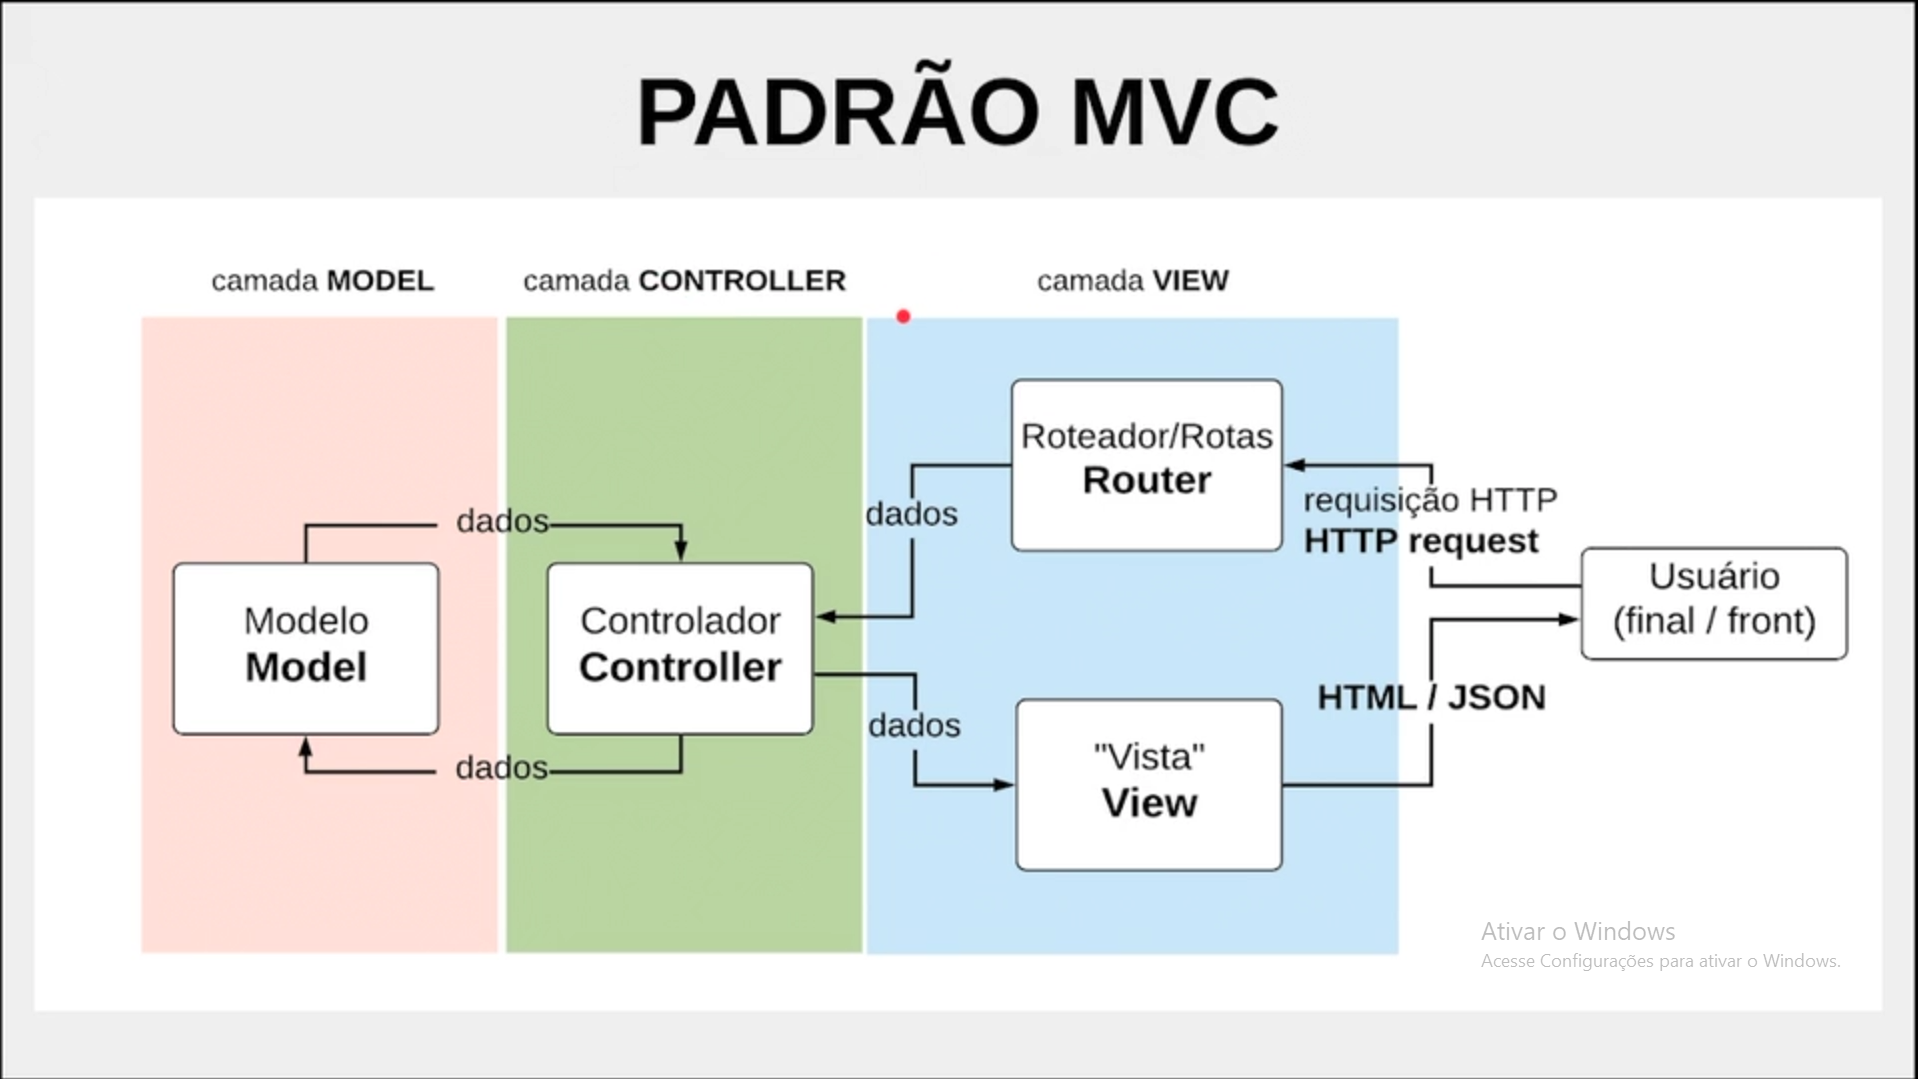 PADRÃO MVC
camada MODEL
camada CONTROLLER
camada VIEW
Roteador/Rotas
Router
requisição HTTP
HTTP request
dados
dados
Usuário
(final / front)
Modelo
Model
Controlador
Controller
HTML / JSON
dados
dados
"Vista"
View
Ativar o Windows
Acesse Configurações para ativar o Windows.